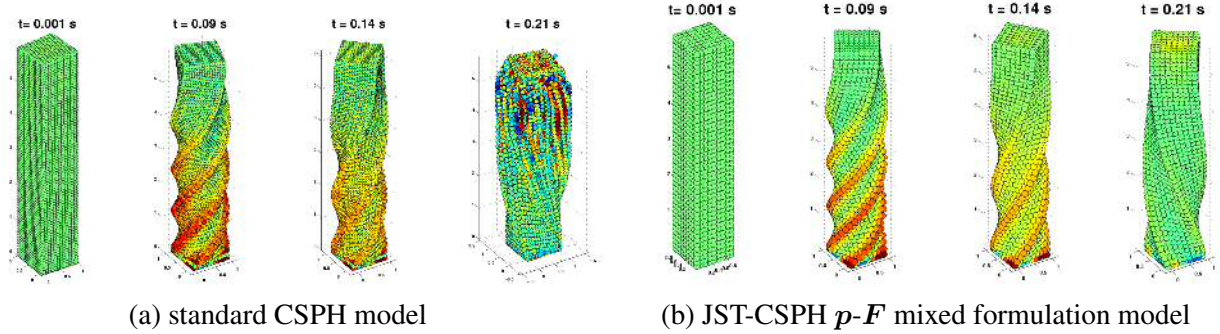 t= 0.001 s t = 0.09 s t = 0.14 s t = 0.21 s
t= 0.001 s t = 0.09 s t = 0.14 s t = 0.21 s
(a) standard CSPH model
(b) JST-CSPH p-F mixed formulation model